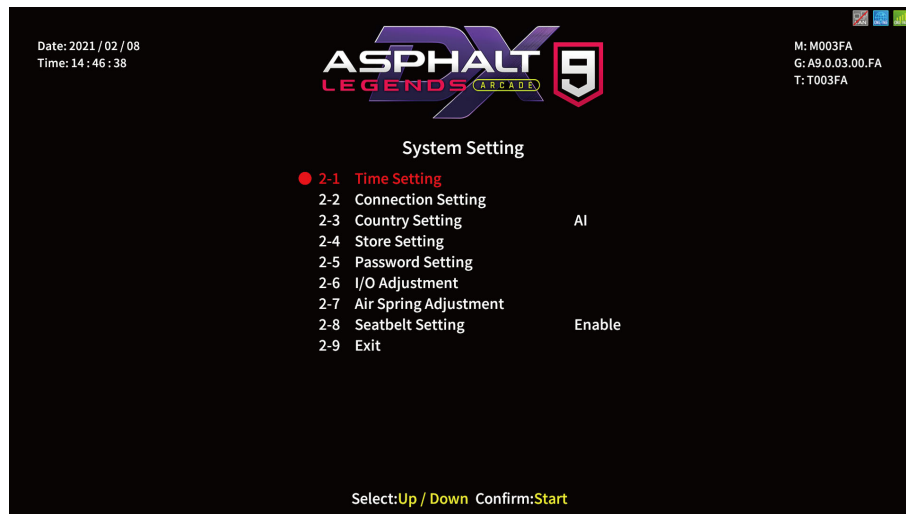 Date: 2021 / 02 / 08
Time: 14 : 46 : 38
DX
ASPHALT
LEGENDS ARCADE
9
M: M003FA
G: A9.0.03.00.FA
T: T003FA
System Setting
2-1 Time Setting
2-2 Connection Setting
2-3 Country Setting AI
2-4 Store Setting
2-5 Password Setting
2-6 I/O Adjustment
2-7 Air Spring Adjustment
2-8 Seatbelt Setting Enable
2-9 Exit
Select:Up / Down Confirm:Start